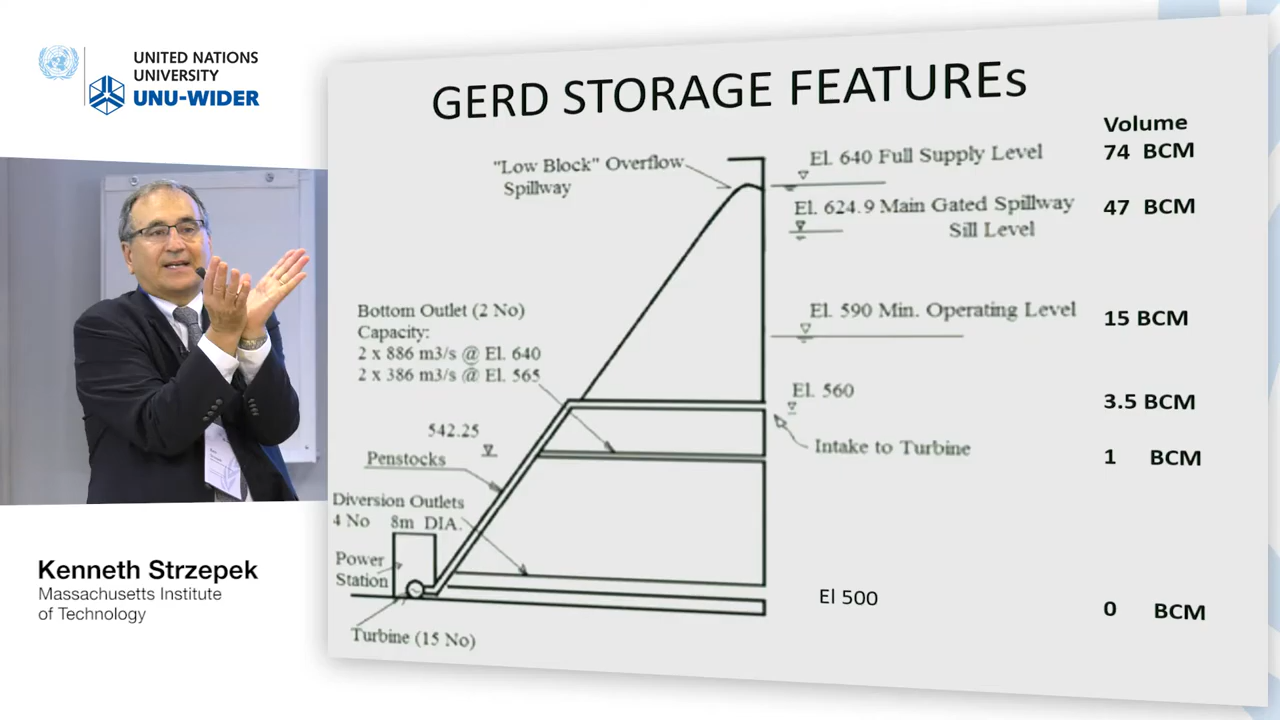 UNITED NATIONS
UNIVERSITY
UNU-WIDER
Kenneth Strzepek
Massachusetts Institute
of Technology
GERD STORAGE FEATUREs
"Low Block" Overflow
Spillway
El. 640 Full Supply Level
El. 624.9 Main Gated Spillway
Sill Level
Bottom Outlet (2 No)
Capacity:
2 x 886 m3/s @ El. 640
2 x 386 m3/s @ El. 565
El. 590 Min. Operating Level
El. 560
542.25
Intake to Turbine
Penstocks
Diversion Outlets
4 No 8m DIA.
Power
Station
El 500
Turbine (15 No)
Volume
74 BCM
47 BCM
15 BCM
3.5 BCM
1 BCM
0 BCM